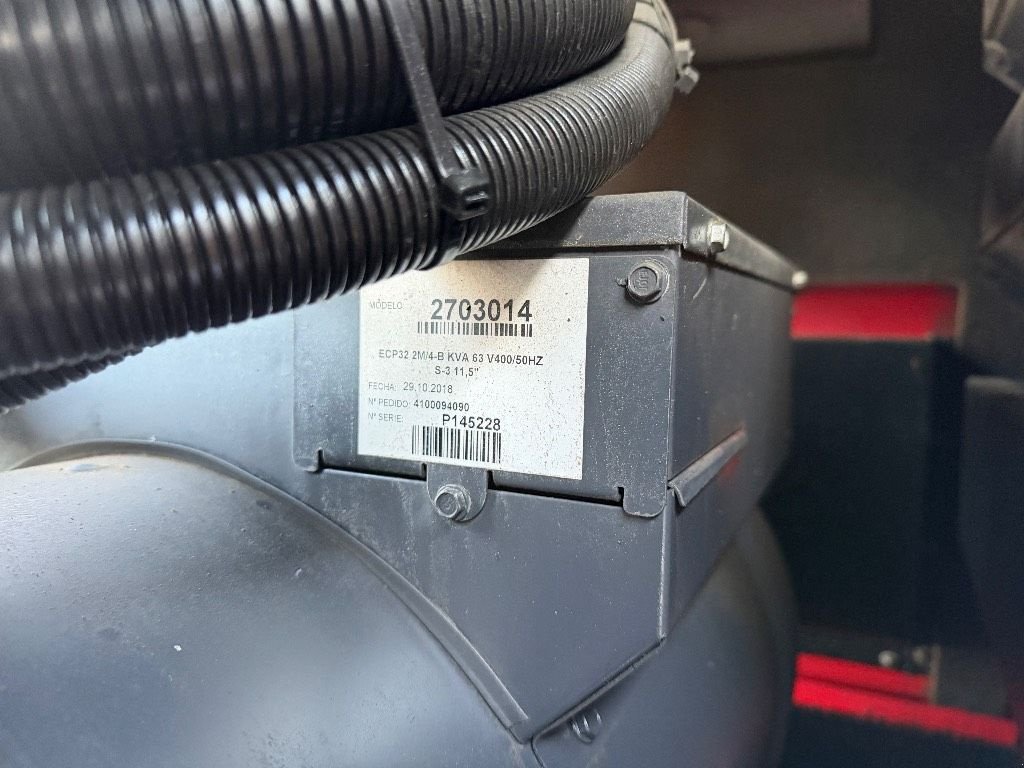 MODELO: 2703014
ECP32 2M/4-B KVA 63 V400/50HZ
S-3 11,5"
FECHA: 29.10.2018
Nº PEDIDO: 4100094090
Nº SERIE: P145228